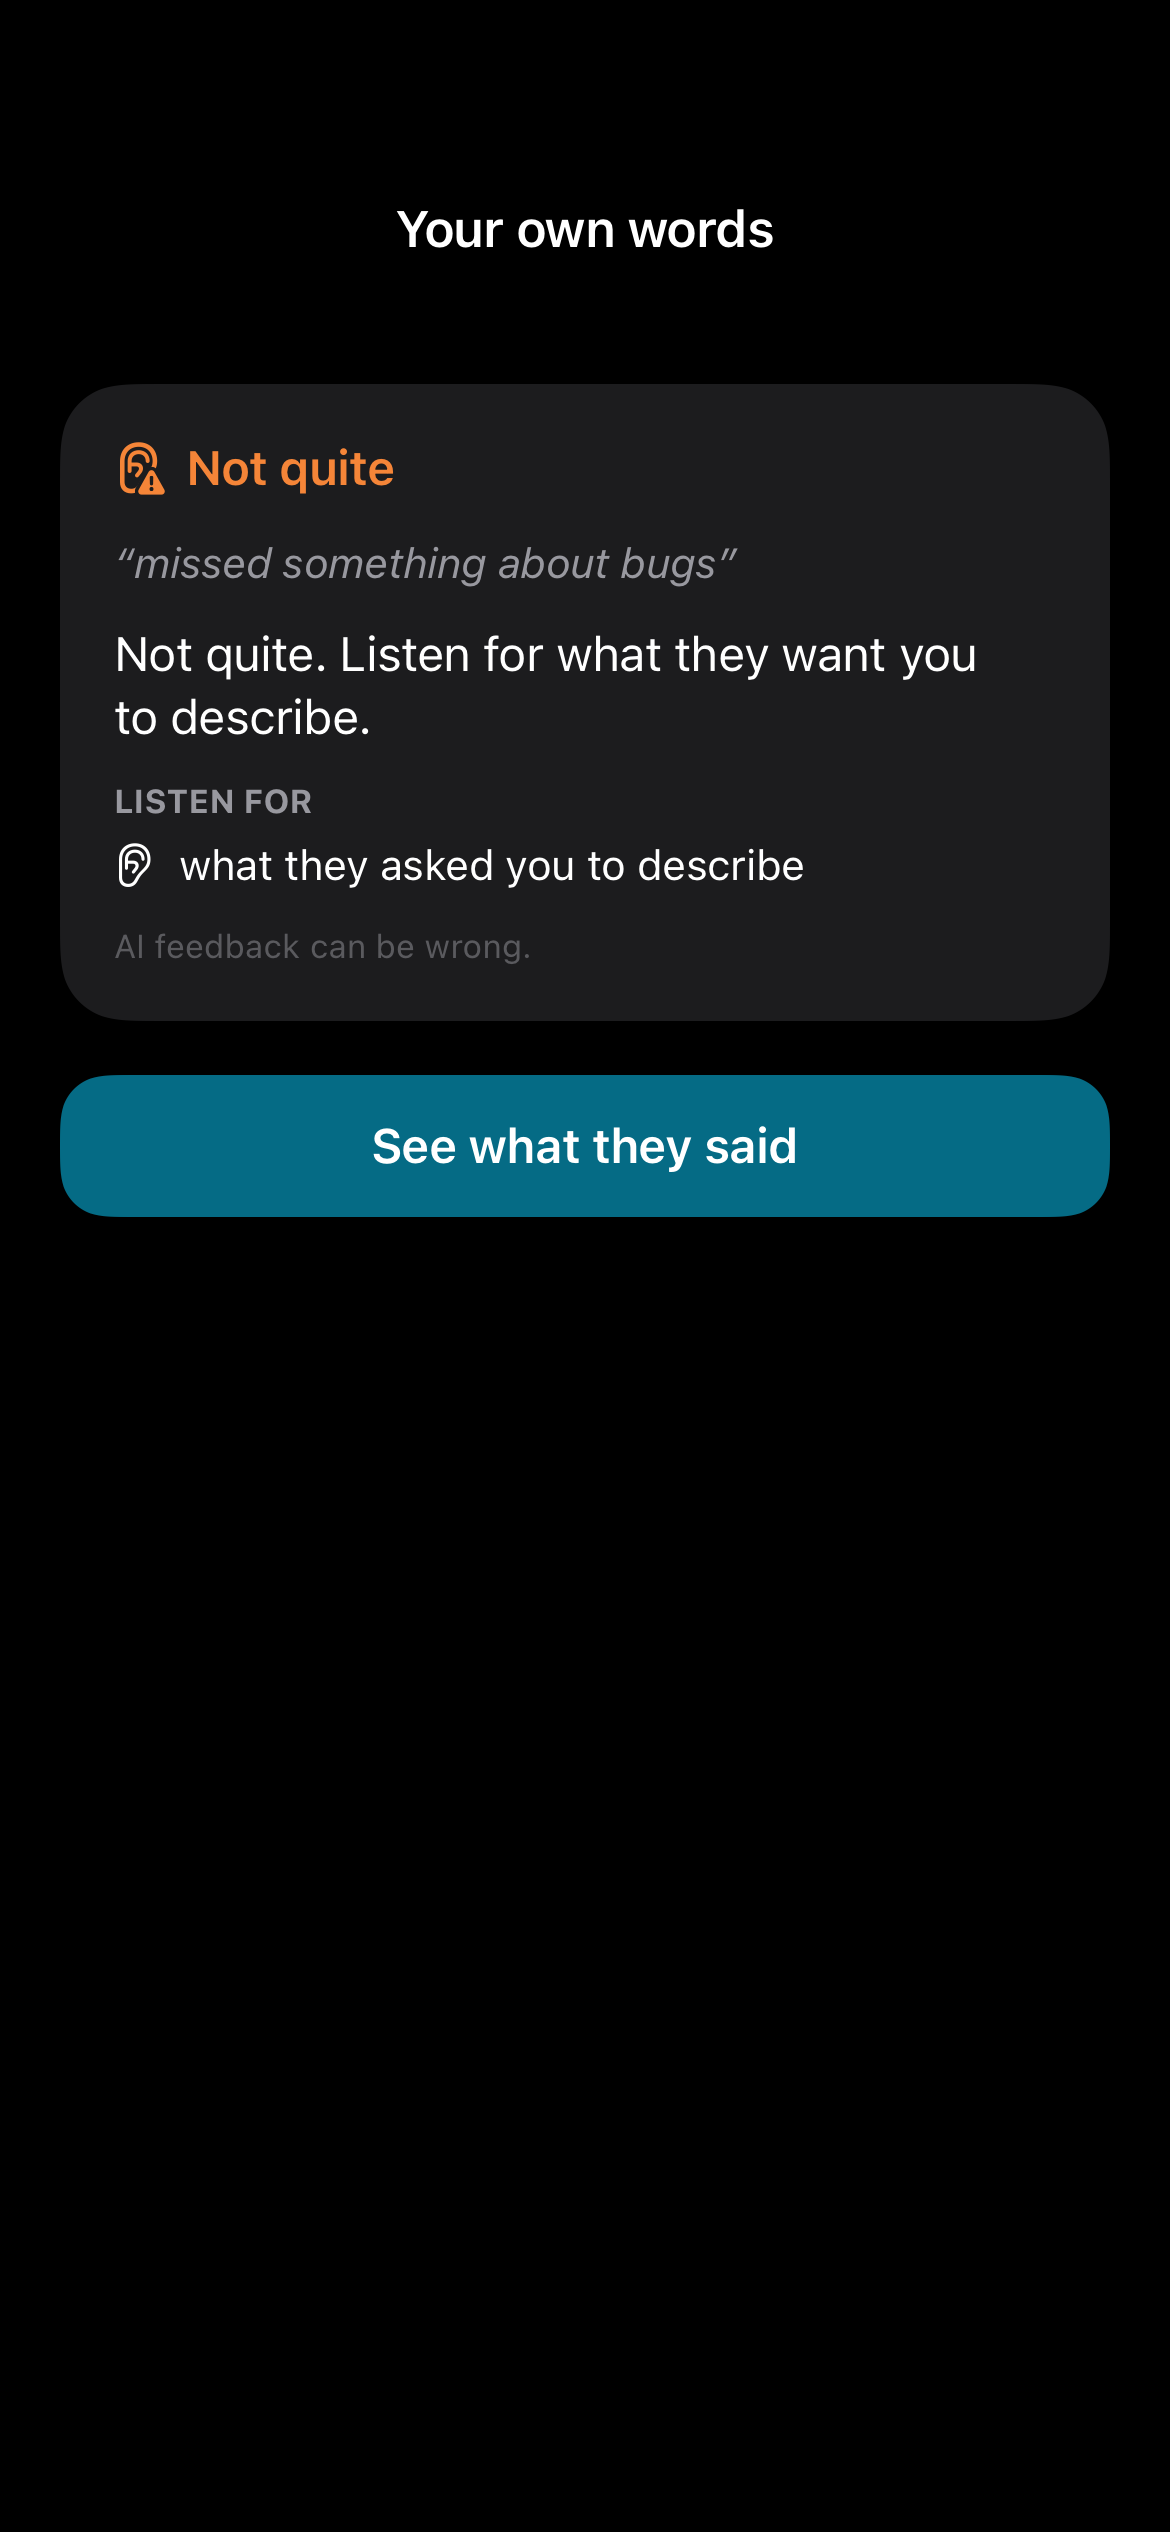 Your own words
Not quite
“missed something about bugs”
Not quite. Listen for what they want you
to describe.
LISTEN FOR
what they asked you to describe
AI feedback can be wrong.
See what they said